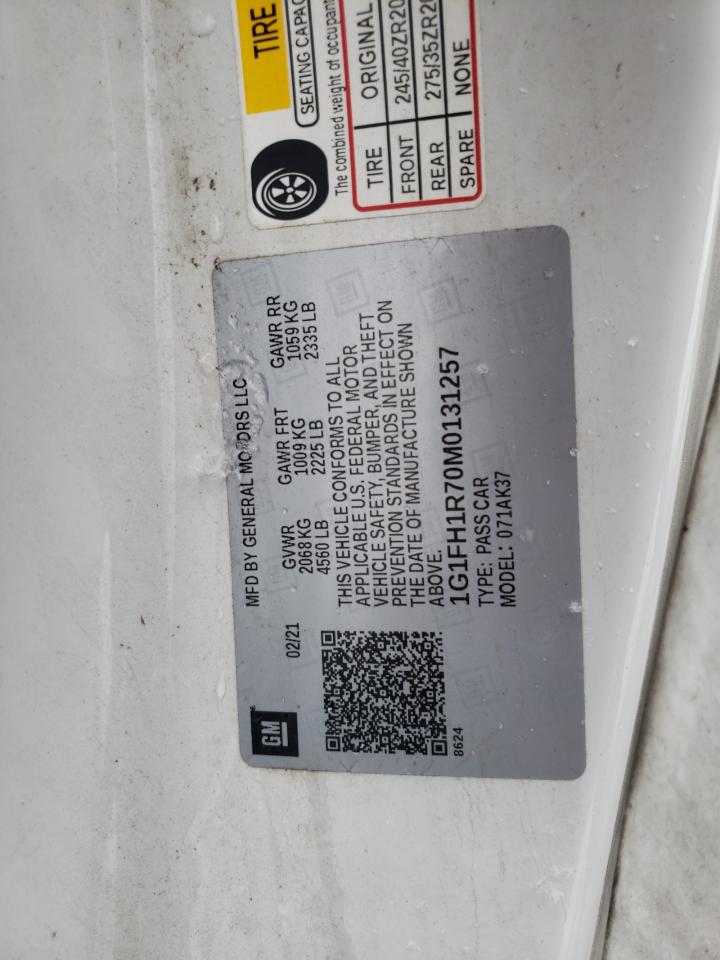 TIRE
SEATING CAPAC
The combined weight of occupant
TIRE ORIGINAL
FRONT 245/40ZR20
REAR 275/35ZR20
SPARE NONE
GM
MFD BY GENERAL MOTORS LLC
02/21
GVWR GAWR FRT GAWR RR
2068 KG 1009 KG 1059 KG
4560 LB 2225 LB 2335 LB
THIS VEHICLE CONFORMS TO ALL
APPLICABLE U.S. FEDERAL MOTOR
VEHICLE SAFETY, BUMPER, AND THEFT
PREVENTION STANDARDS IN EFFECT ON
THE DATE OF MANUFACTURE SHOWN
ABOVE.
1G1FH1R70M0131257
TYPE: PASS CAR
MODEL: 071AK37
8624